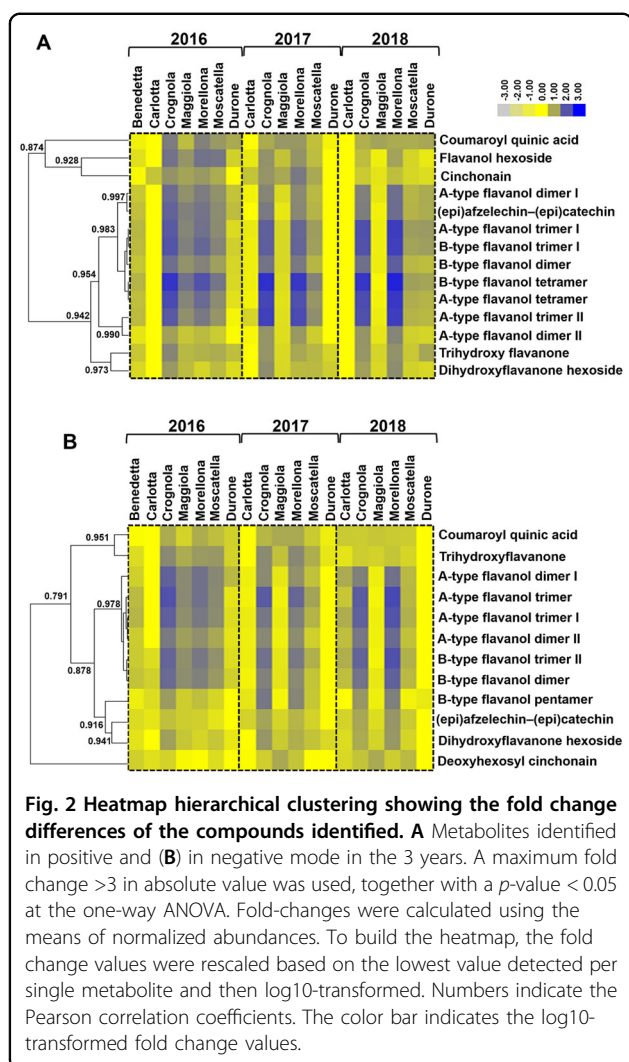 A
2016 2017 2018
Benedetta Carlotta Crognola Maggiola Morellona Moscatella Durone Carlotta Crognola Maggiola Morellona Moscatella Durone Carlotta Crognola Maggiola Morellona Moscatella Durone
-3.00 -2.00 -1.00 0.00 1.00 2.00 3.00
0.874
0.928
0.997
0.983
0.954
0.942
0.990
0.973
Coumaroyl quinic acid
Flavanol hexoside
Cinchonain
A-type flavanol dimer I
(epi)afzelechin–(epi)catechin
A-type flavanol trimer I
B-type flavanol trimer I
B-type flavanol dimer
B-type flavanol tetramer
A-type flavanol tetramer
A-type flavanol trimer II
A-type flavanol dimer II
Trihydroxy flavanone
Dihydroxyflavanone hexoside
B
2016 2017 2018
Benedetta Carlotta Crognola Maggiola Morellona Moscatella Durone Carlotta Crognola Maggiola Morellona Moscatella Durone Carlotta Crognola Maggiola Morellona Moscatella Durone
0.951
0.791
0.978
0.878
0.916
0.941
Coumaroyl quinic acid
Trihydroxyflavanone
A-type flavanol dimer I
A-type flavanol trimer
A-type flavanol trimer I
A-type flavanol dimer II
B-type flavanol trimer II
B-type flavanol dimer
B-type flavanol pentamer
(epi)afzelechin–(epi)catechin
Dihydroxyflavanone hexoside
Deoxyhexosyl cinchonain
Fig. 2 Heatmap hierarchical clustering showing the fold change
differences of the compounds identified. A Metabolites identified
in positive and (B) in negative mode in the 3 years. A maximum fold
change >3 in absolute value was used, together with a p-value < 0.05
at the one-way ANOVA. Fold-changes were calculated using the
means of normalized abundances. To build the heatmap, the fold
change values were rescaled based on the lowest value detected per
single metabolite and then log10-transformed. Numbers indicate the
Pearson correlation coefficients. The color bar indicates the log10-
transformed fold change values.